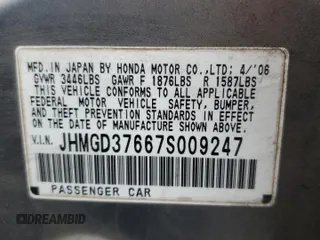 MFD.IN JAPAN BY HONDA MOTOR CO.,LTD; 4/'06
GVWR 3446LBS GAWR F 1876LBS R 1587LBS
THIS VEHICLE CONFORMS TO ALL APPLICABLE
FEDERAL MOTOR VEHICLE SAFETY, BUMPER,
AND THEFT PREVENTION STANDARDS IN EFFECT
ON THE DATE OF MANUFACTURE SHOWN ABOVE.
V.I.N. JHMGD37667S009247
PASSENGER CAR
© DREAMBID